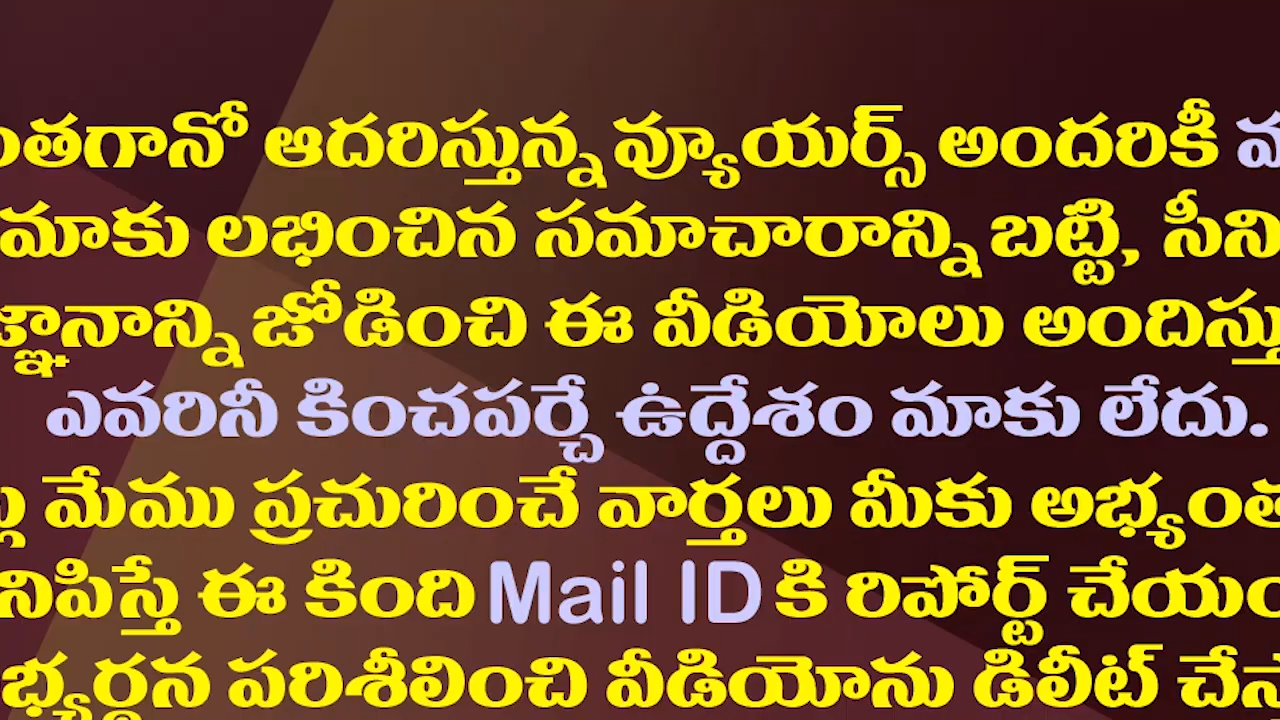 ంతగానో ఆదరిస్తున్న వ్యూయర్స్ అందరికీ
మాకు లభించిన సమాచారాన్ని బట్టి, సీని
జ్ఞానాన్ని జోడించి ఈ వీడియోలు అందిస్తు
ఎవరినీ కించపర్చే ఉద్దేశం మాకు లేదు.
మేము ప్రచురించే వార్తలు మీకు అభ్యంత
నిపిస్తే ఈ కింది Mail ID కి రిపోర్ట్ చేయం
భ్యర్థన పరిశీలించి వీడియోను డిలీట్ చేస